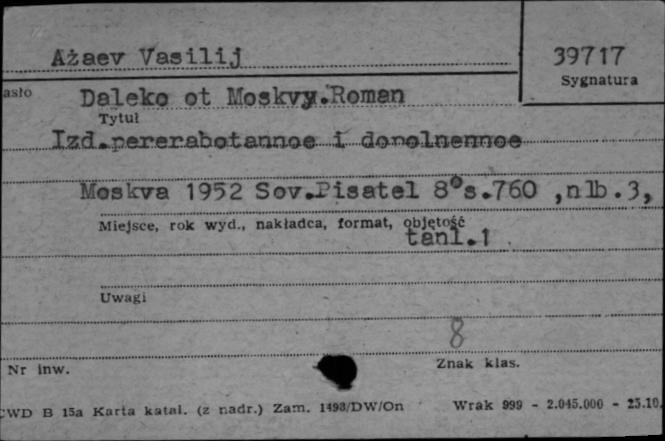 Ażaev Vasilij
39717
Sygnatura
asło
Daleko ot Moskvy.Roman
Tytuł
Izd.pererabotannoe i dopolnennoe
Moskva 1952 Sov.Pisatel 8°s.760 ,nlb.3,
Miejsce, rok wyd., nakładca, format, objętość
tabl.1
Uwagi
8
Nr inw.
Znak klas.
CWD B 15a Karta katal. (z nadr.) Zam. 1498/DW/On Wrak 999 - 2.045.000 - 25.10.